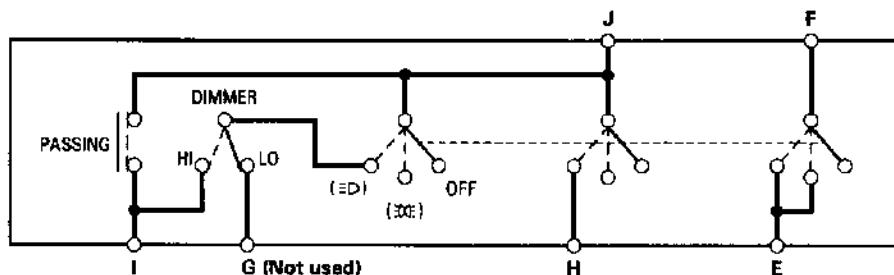 J F
DIMMER
PASSING
HI LO
OFF
I G (Not used) H E